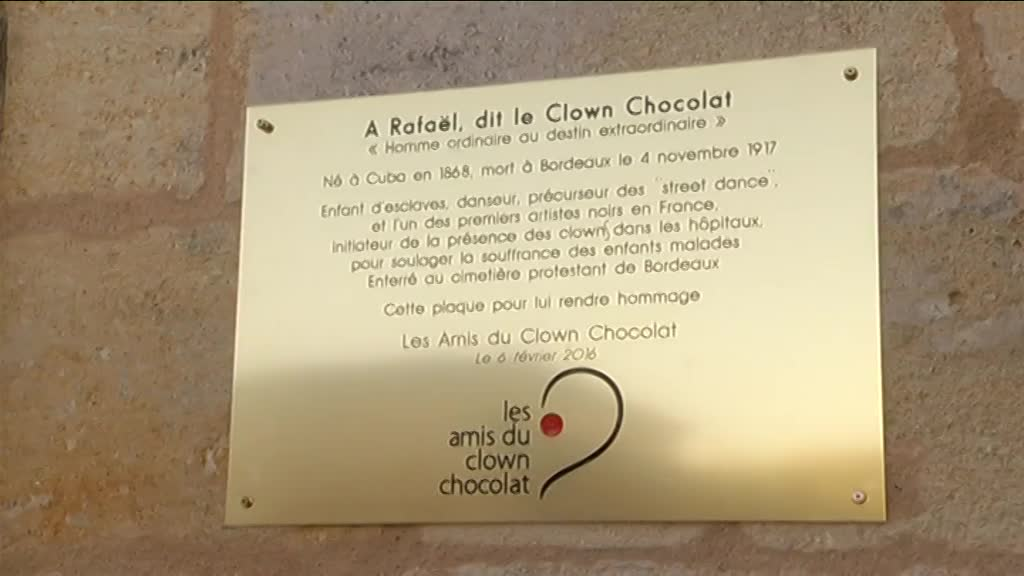 A Rafaël, dit le Clown Chocolat
« Homme ordinaire au destin extraordinaire »
Né à Cuba en 1868, mort à Bordeaux le 4 novembre 1917
Enfant d'esclaves, danseur, précurseur des "street dance",
et l'un des premiers artistes noirs en France,
initiateur de la présence des clowns dans les hôpitaux,
pour soulager la souffrance des enfants malades
Enterré au cimetière protestant de Bordeaux
Cette plaque pour lui rendre hommage
Les Amis du Clown Chocolat
Le 6 février 2016
les
amis du
clown
chocolat